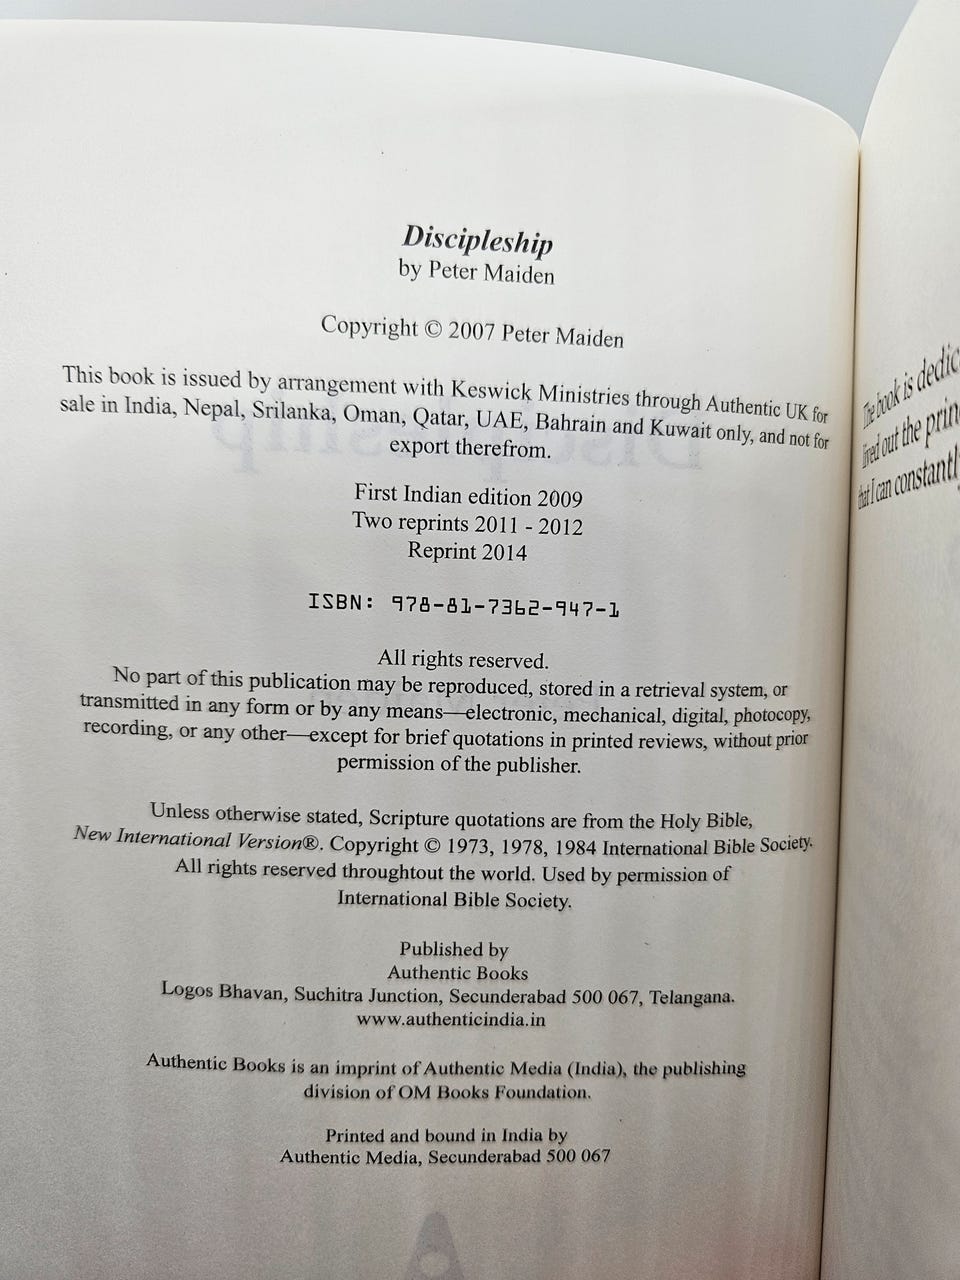 Discipleship
by Peter Maiden
Copyright © 2007 Peter Maiden
This book is issued by arrangement with Keswick Ministries through Authentic UK for
sale in India, Nepal, Srilanka, Oman, Qatar, UAE, Bahrain and Kuwait only, and not for
export therefrom.
First Indian edition 2009
Two reprints 2011 - 2012
Reprint 2014
ISBN: 978-81-7362-947-1
All rights reserved.
No part of this publication may be reproduced, stored in a retrieval system, or
transmitted in any form or by any means—electronic, mechanical, digital, photocopy,
recording, or any other—except for brief quotations in printed reviews, without prior
permission of the publisher.
Unless otherwise stated, Scripture quotations are from the Holy Bible,
New International Version®. Copyright © 1973, 1978, 1984 International Bible Society.
All rights reserved throughtout the world. Used by permission of
International Bible Society.
Published by
Authentic Books
Logos Bhavan, Suchitra Junction, Secunderabad 500 067, Telangana.
www.authenticindia.in
Authentic Books is an imprint of Authentic Media (India), the publishing
division of OM Books Foundation.
Printed and bound in India by
Authentic Media, Secunderabad 500 067
The book is dedic
lived out the prin
that I can constantly